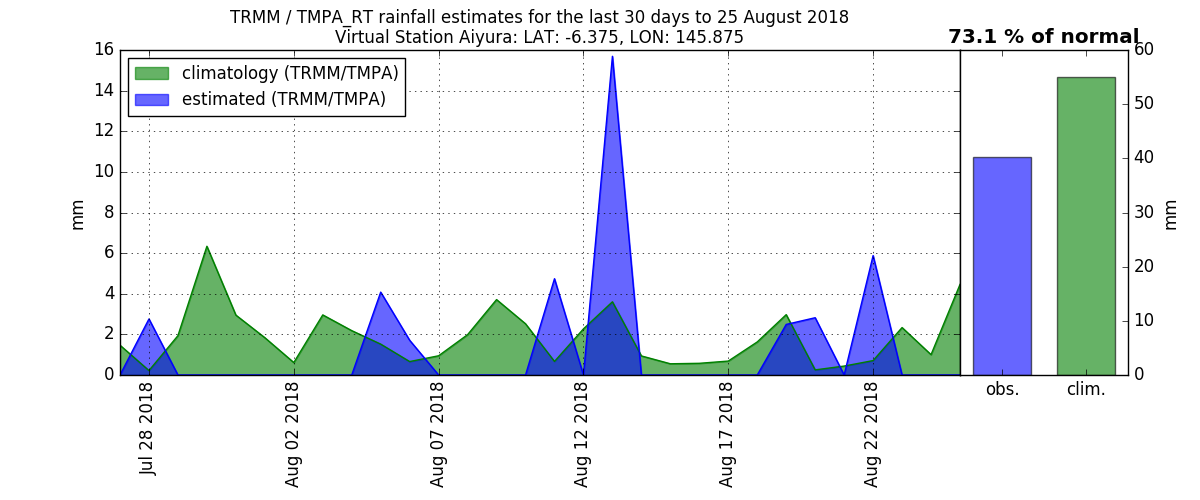 TRMM / TMPA_RT rainfall estimates for the last 30 days to 25 August 2018
Virtual Station Aiyura: LAT: -6.375, LON: 145.875
73.1 % of normal
climatology (TRMM/TMPA)
estimated (TRMM/TMPA)
16
14
12
10
8
6
4
2
0
mm
Jul 28 2018
Aug 02 2018
Aug 07 2018
Aug 12 2018
Aug 17 2018
Aug 22 2018
obs.
clim.
60
50
40
30
20
10
0
mm